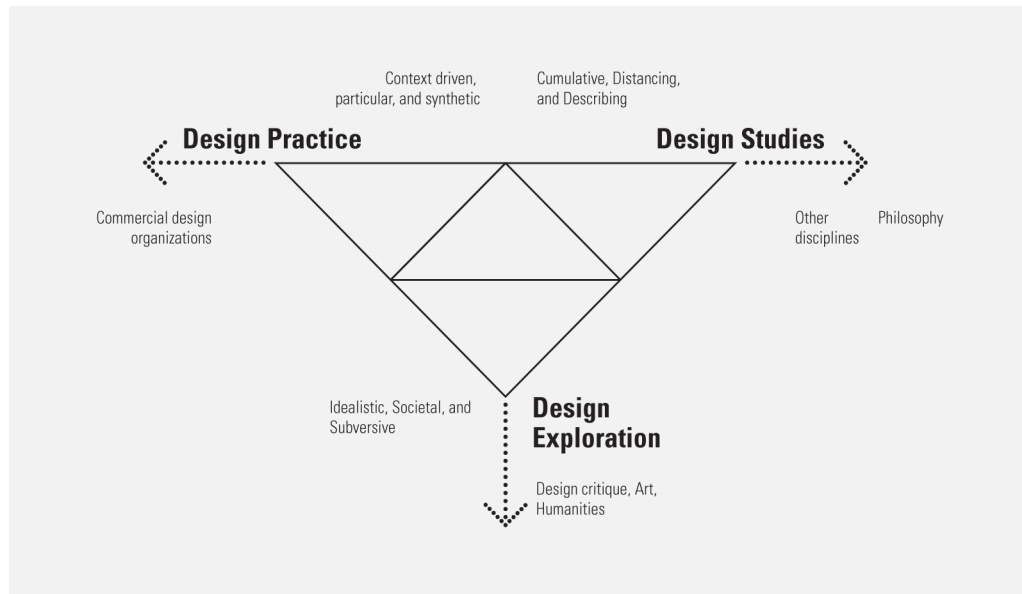 Context driven,
particular, and synthetic
Cumulative, Distancing,
and Describing
Design Practice
Design Studies
Commercial design
organizations
Other
disciplines
Philosophy
Idealistic, Societal, and
Subversive
Design
Exploration
Design critique, Art,
Humanities